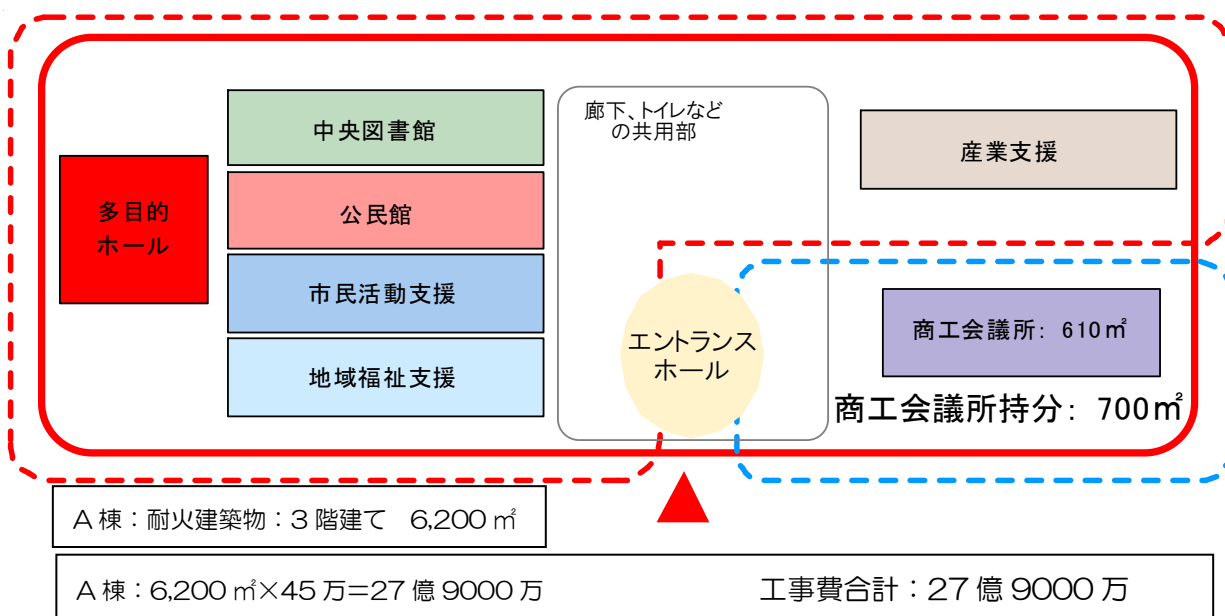 中央図書館
廊下、トイレなど
の共用部
産業支援
多目的
ホール
公民館
市民活動支援
エントランス
ホール
商工会議所：610㎡
地域福祉支援
商工会議所持分：700㎡
A棟：耐火建築物：3階建て　6,200㎡
A棟：6,200㎡×45万=27億9000万　工事費合計：27億9000万